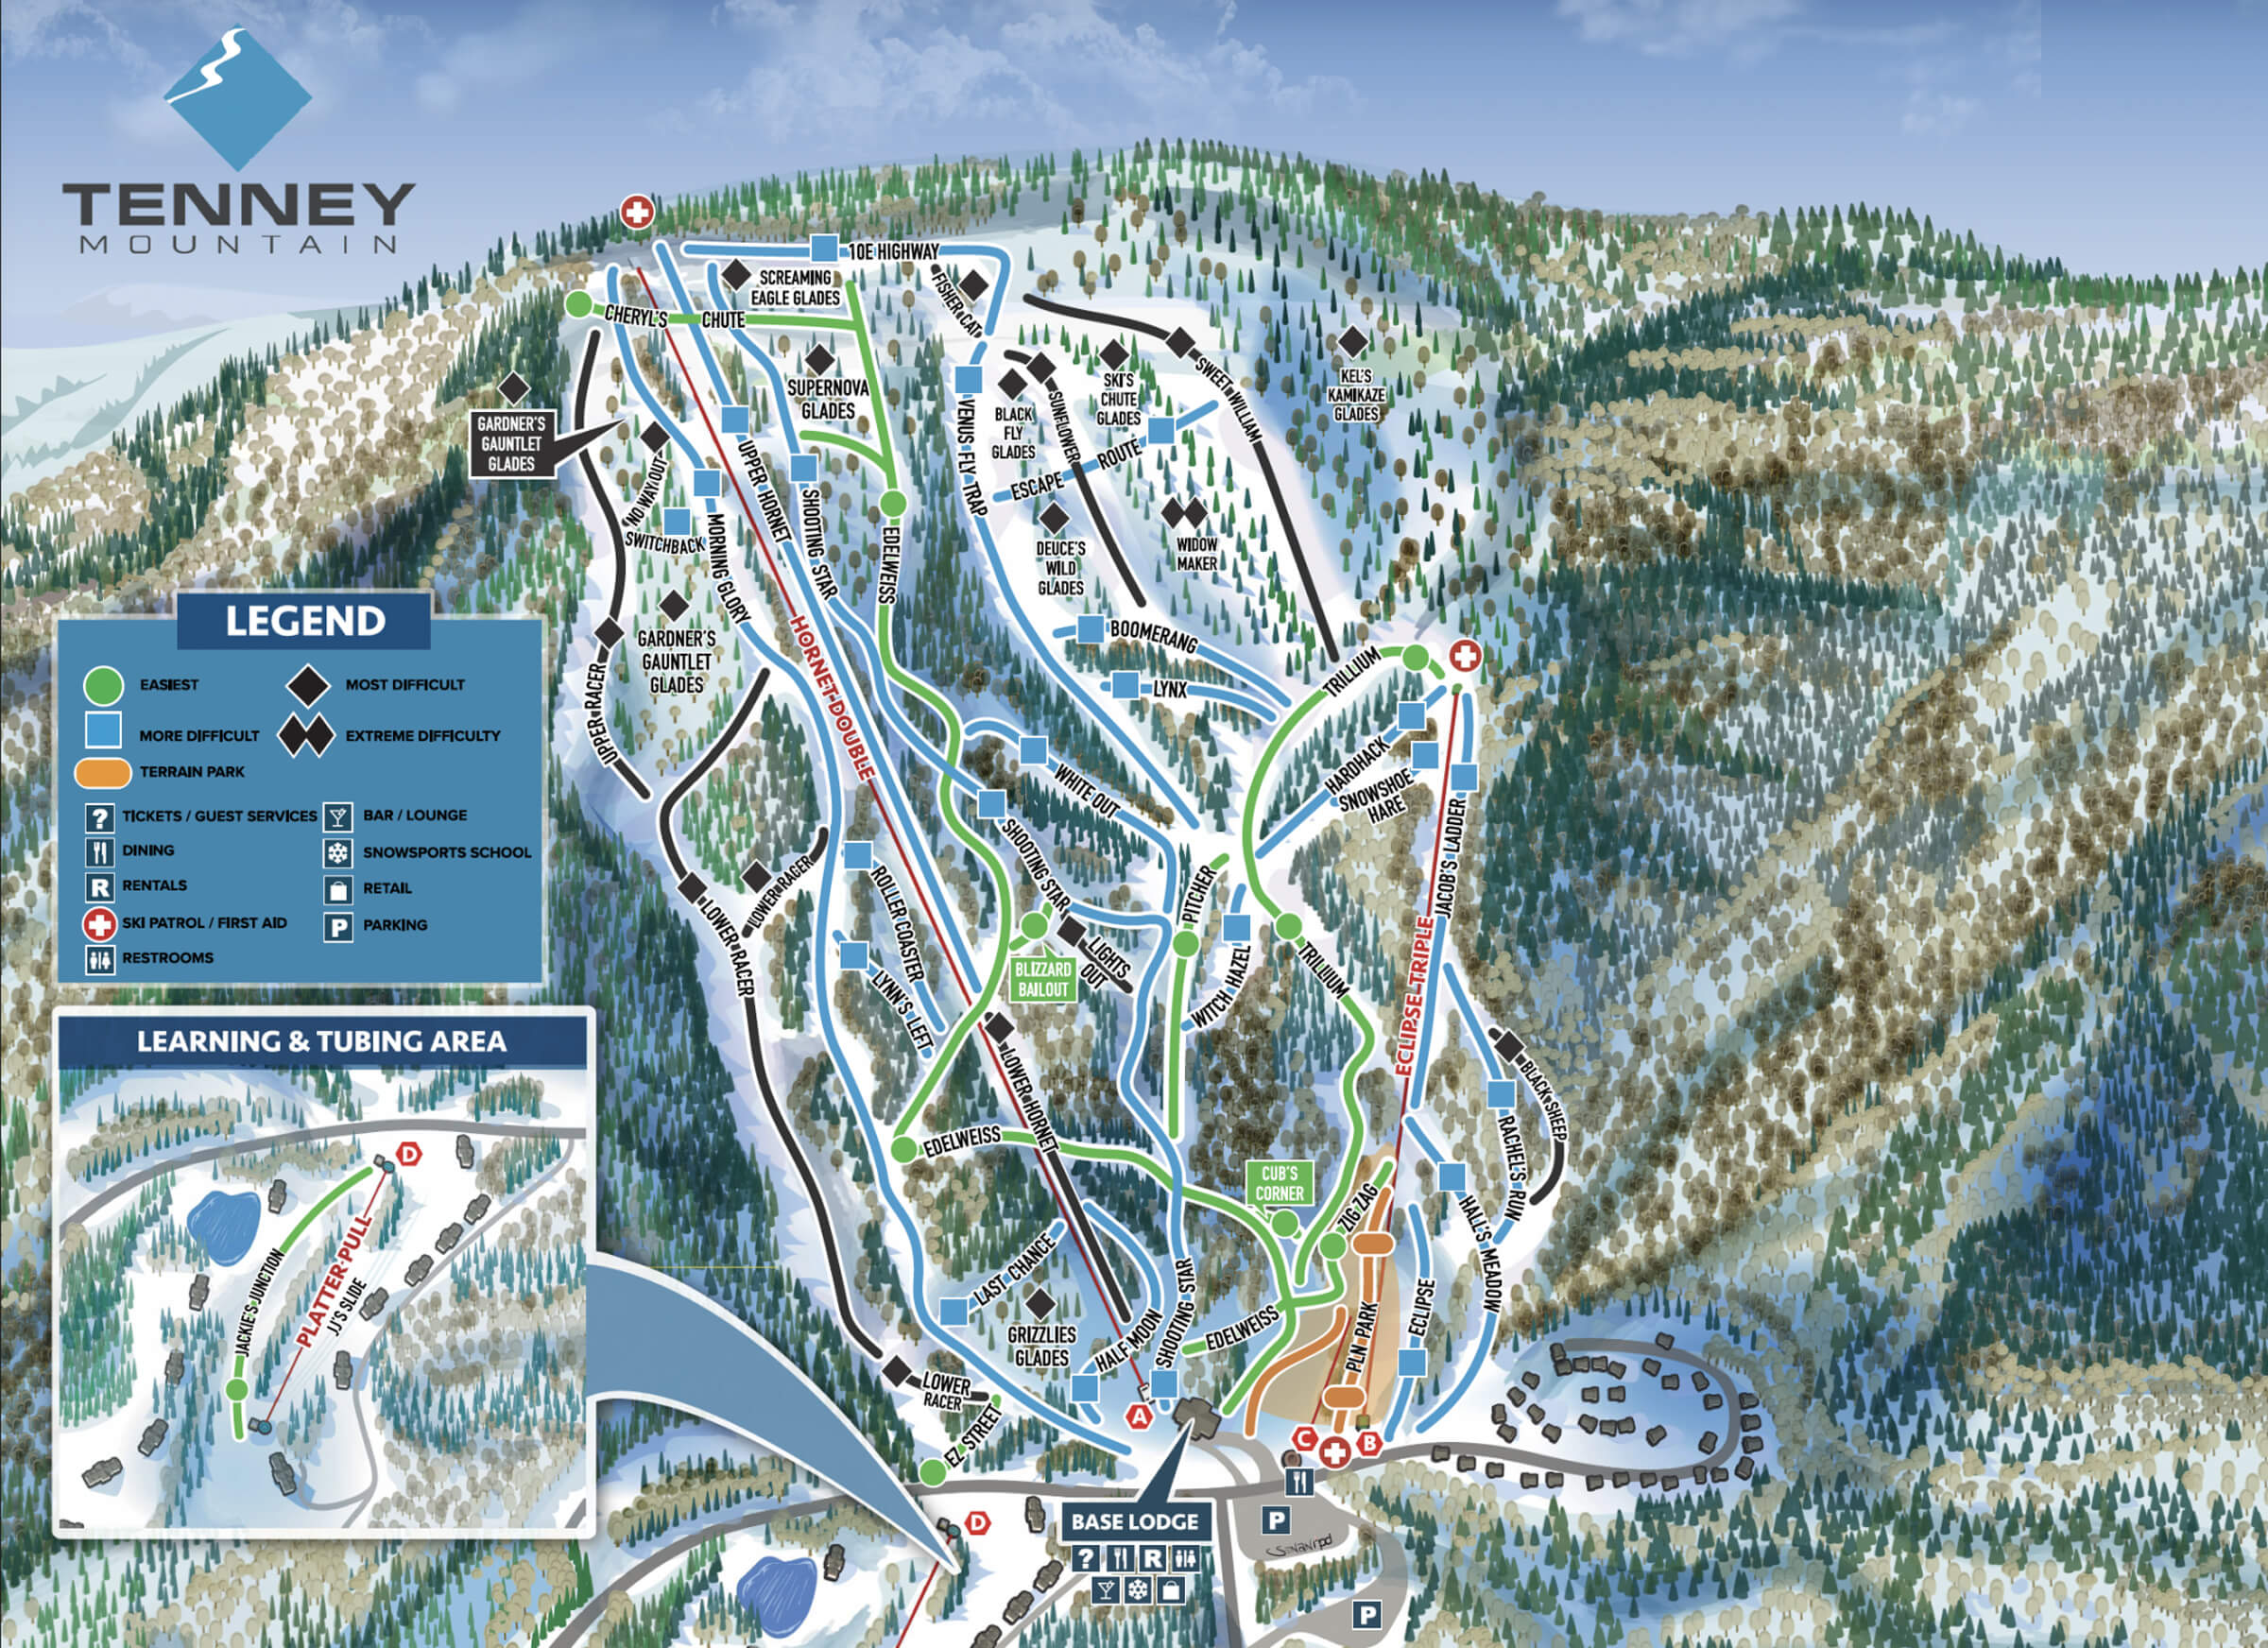 TENNEY
MOUNTAIN
10E HIGHWAY
SCREAMING
EAGLE GLADES
FISHER CAT
CHERYL'S CHUTE
SUPERNOVA
GLADES
GARDNER'S
GAUNTLET
GLADES
NO WAY OUT
SWITCHBACK
MORNING GLORY
UPPER HORNET
SHOOTING STAR
EDELWEISS
VENUS FLY TRAP
BLACK
FLY
GLADES
SUNFLOWER
SKI'S
CHUTE
GLADES
SWEET WILLIAM
KEL'S
KAMIKAZE
GLADES
ESCAPE ROUTE
DEUCE'S
WILD
GLADES
WIDOW
MAKER
GARDNER'S
GAUNTLET
GLADES
UPPER RACER
HORNET DOUBLE
BOOMERANG
LYNX
TRILLIUM
HARDHACK
SNOWSHOE
HARE
JACOB'S LADDER
WHITE OUT
SHOOTING STAR
LOWER RACER
LOWER RACER
ROLLER COASTER
LYNN'S LEFT
BLIZZARD
BAILOUT
LIGHTS
OUT
PITCHER
WITCH HAZEL
TRILLIUM
ECLIPSE TRIPLE
BLACK SHEEP
RACHEL'S RUN
LOWER HORNET
EDELWEISS
CUB'S
CORNER
ZIG ZAG
HALL'S MEADOW
LAST CHANCE
GRIZZLIES
GLADES
HALF MOON
SHOOTING STAR
EDELWEISS
PLN PARK
ECLIPSE
LOWER
RACER
EZ STREET
A
C
B
D
BASE LODGE
?
R
P
P
LEGEND
EASIEST
MOST DIFFICULT
MORE DIFFICULT
EXTREME DIFFICULTY
TERRAIN PARK
? TICKETS / GUEST SERVICES
BAR / LOUNGE
DINING
SNOWSPORTS SCHOOL
R RENTALS
RETAIL
SKI PATROL / FIRST AID
P PARKING
RESTROOMS
LEARNING & TUBING AREA
D
JACKIE'S JUNCTION
PLATTER PULL
JJ'S SLIDE